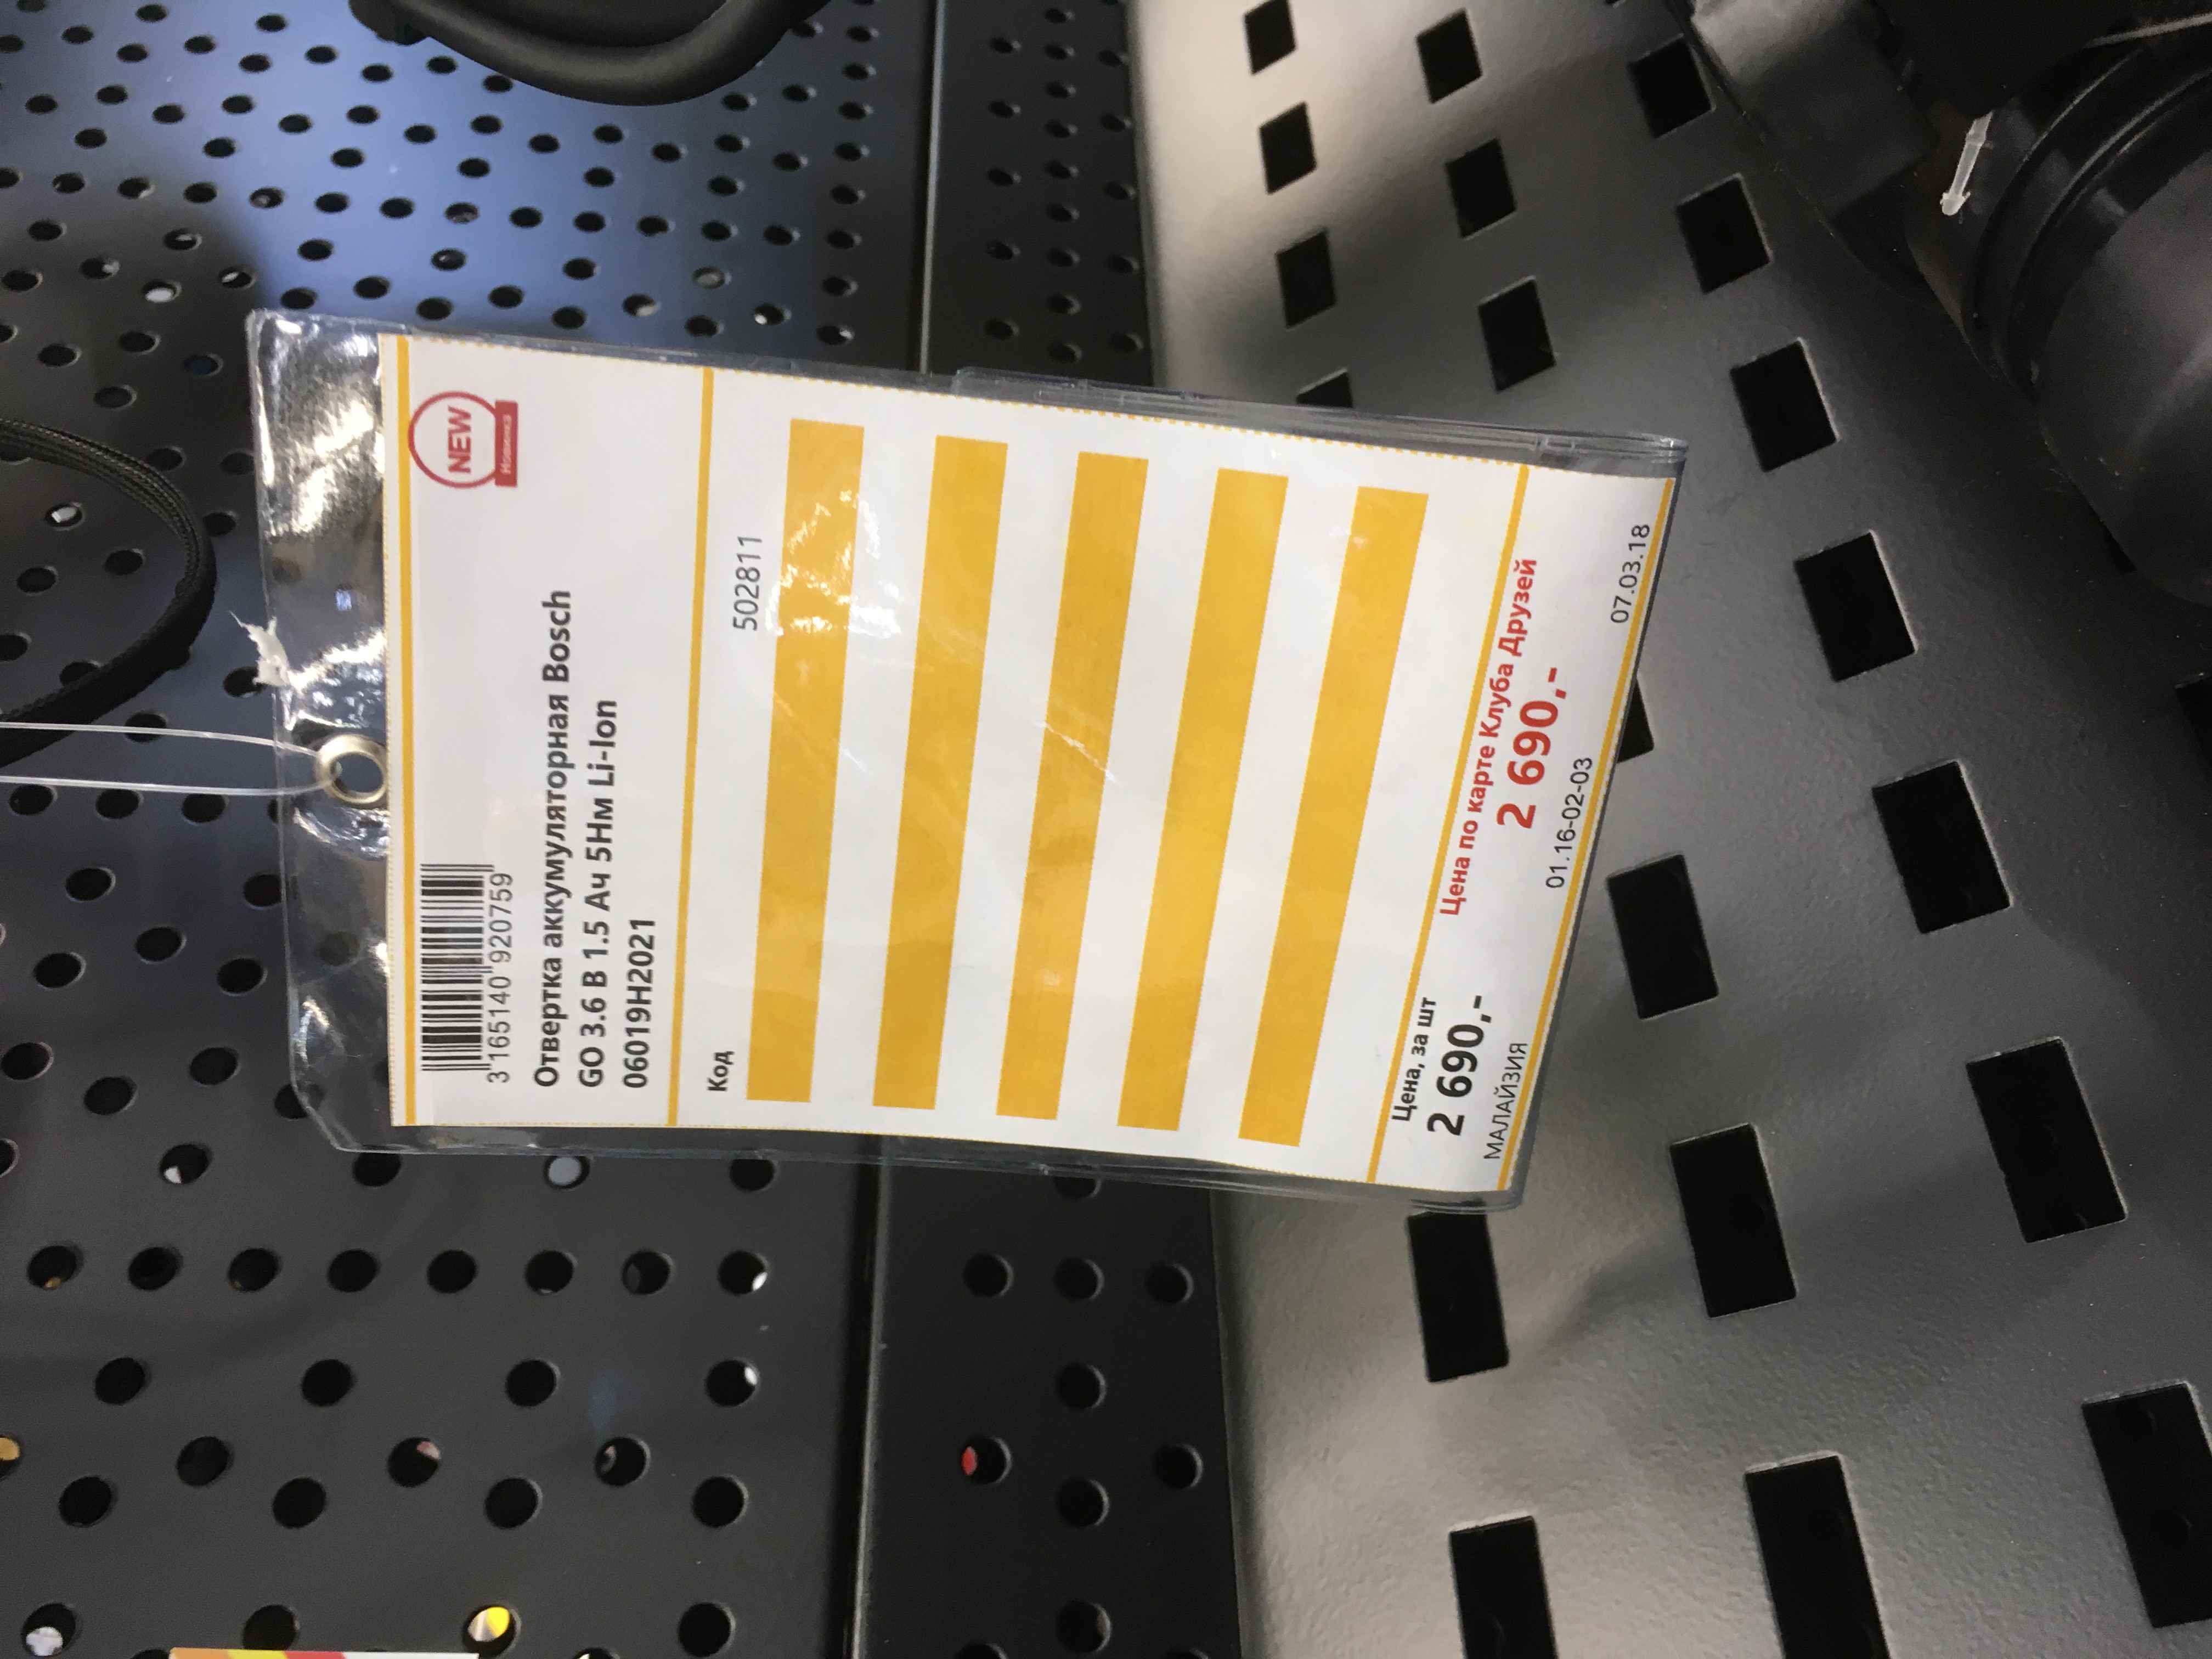 NEW
Новинка
3 165140 920759
Отвертка аккумуляторная Bosch
GO 3.6 В 1.5 Ач 5Нм Li-Ion
06019H2021
Код 502811
Цена, за шт
2 690,-
Цена по карте Клуба Друзей
2 690,-
МАЛАЙЗИЯ 01.16-02-03 07.03.18